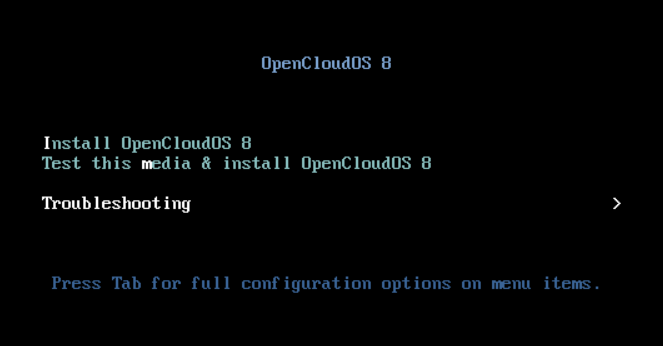 OpenCloudOS 8
Install OpenCloudOS 8
Test this media & install OpenCloudOS 8
Troubleshooting >
Press Tab for full configuration options on menu items.